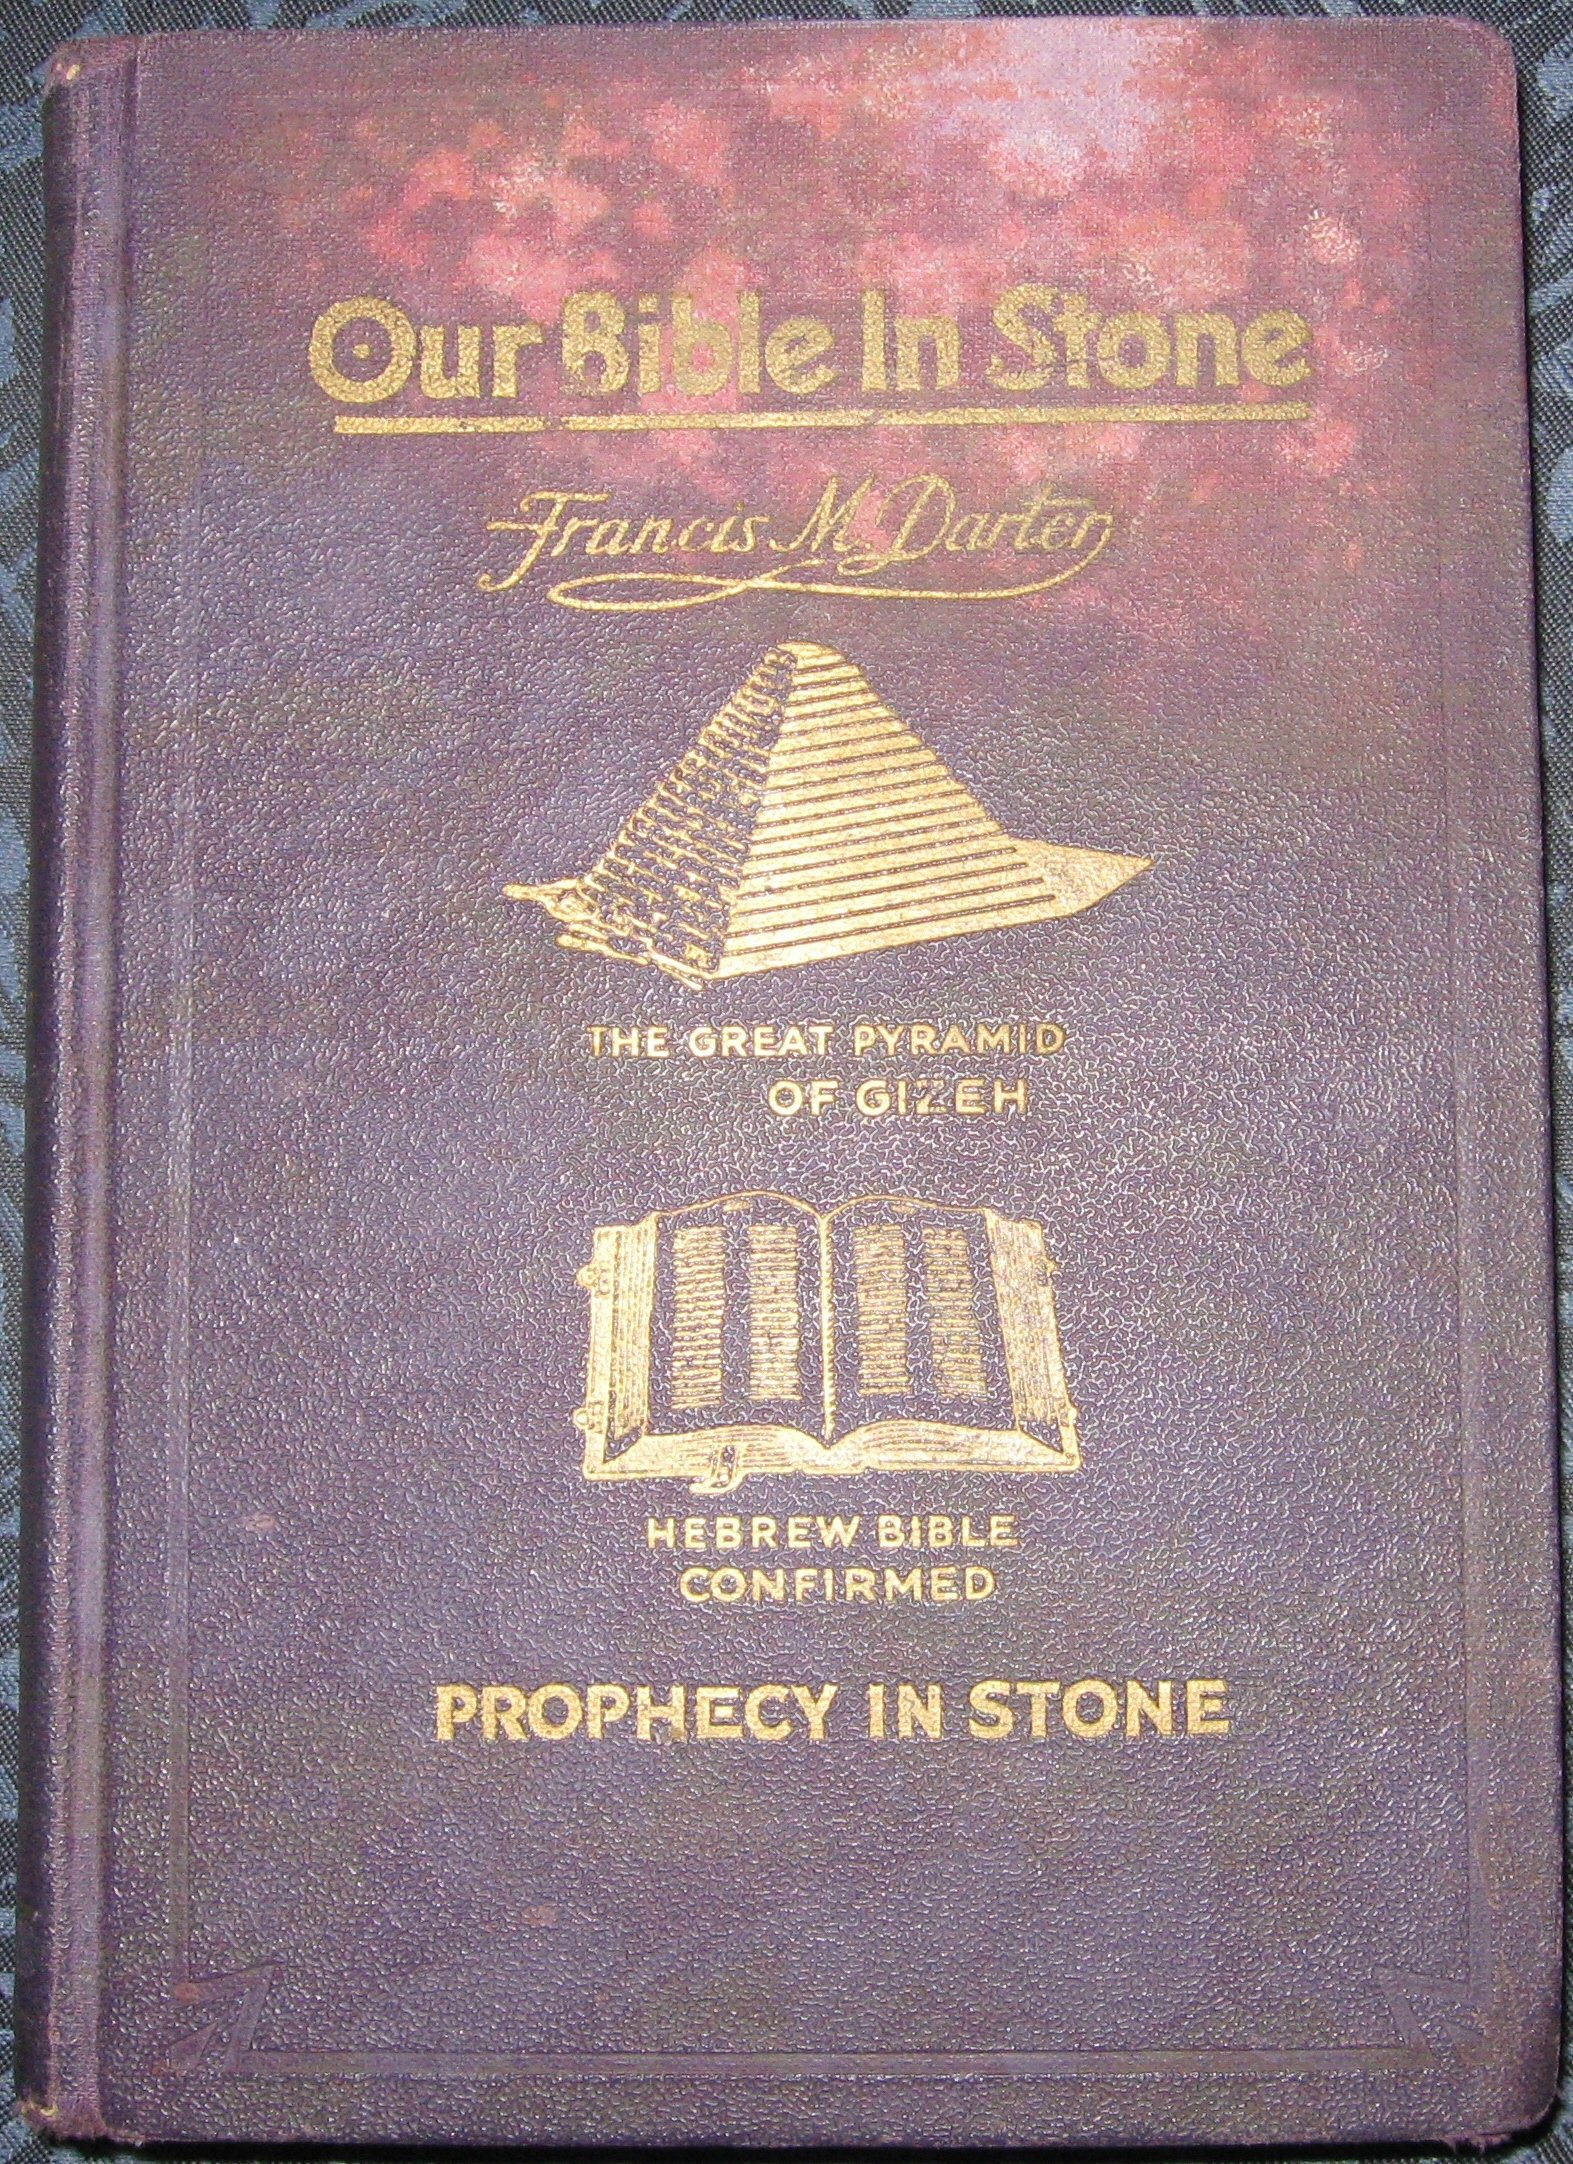 Our Bible In Stone
Francis M. Darter
THE GREAT PYRAMID
OF GIZEH
HEBREW BIBLE
CONFIRMED
PROPHECY IN STONE